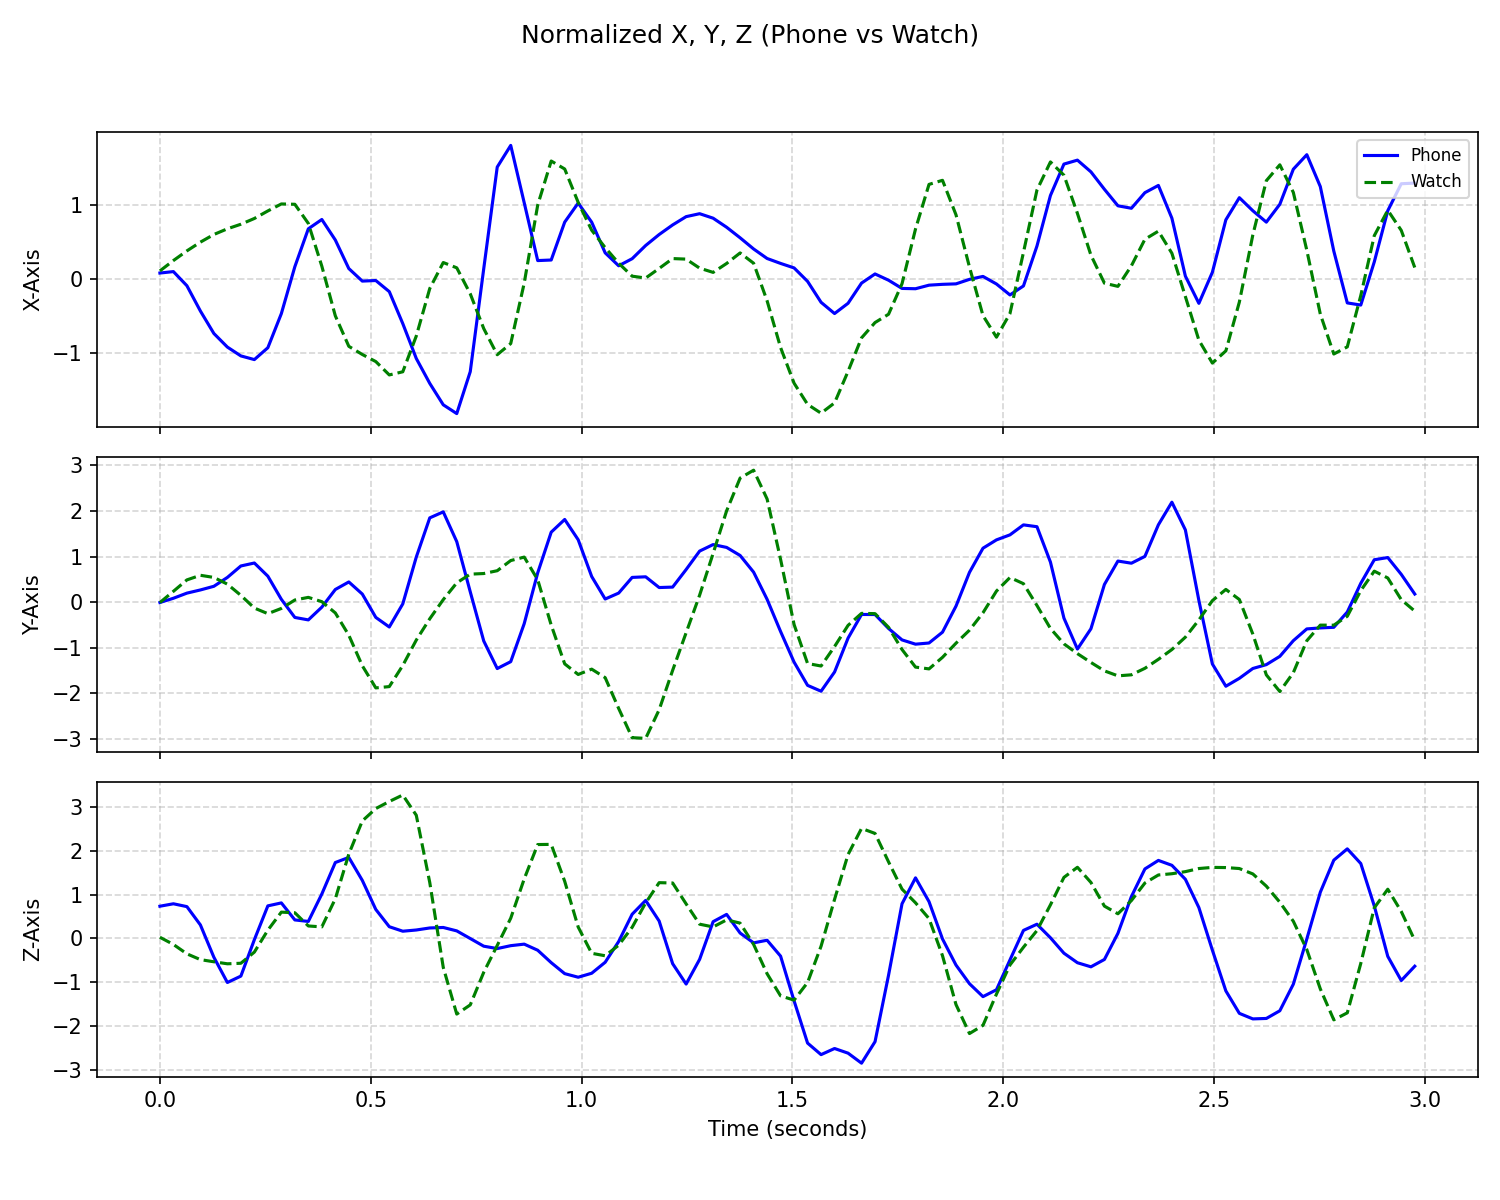 Normalized X, Y, Z (Phone vs Watch)
Phone
Watch
X-Axis
1
0
−1
Y-Axis
3
2
1
0
−1
−2
−3
Z-Axis
3
2
1
0
−1
−2
−3
0.0 0.5 1.0 1.5 2.0 2.5 3.0
Time (seconds)